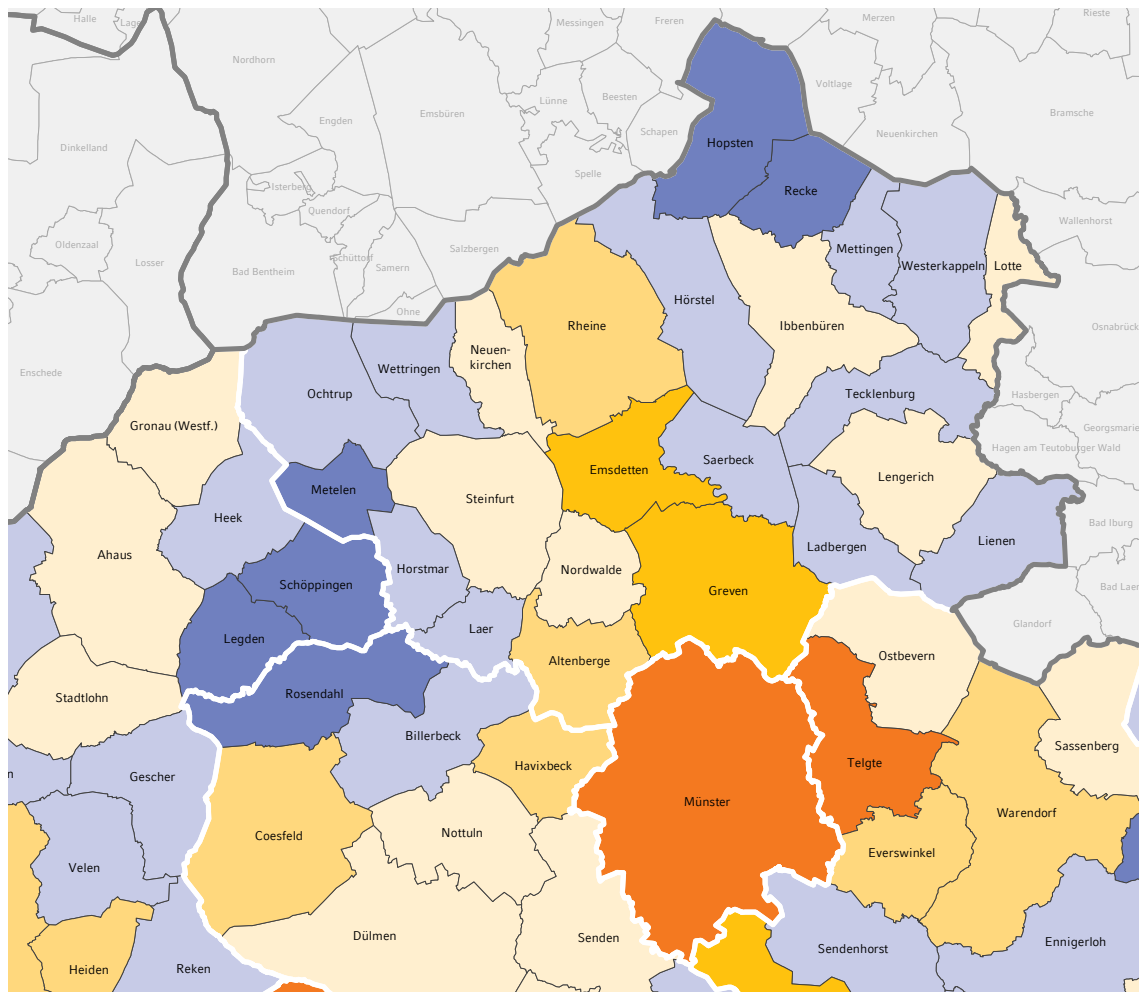 Halle
Lage
Messingen
Freren
Merzen
Rieste
Nordhorn
Lünne
Beesten
Voltlage
Engden
Emsbüren
Schapen
Neuenkirchen
Bramsche
Dinkelland
Hopsten
Spelle
Isterberg
Recke
Quendorf
Wallenhorst
Oldenzaal
Losser
Bad Bentheim
Schüttorf
Samern
Salzbergen
Mettingen
Westerkappeln
Lotte
Hörstel
Ohne
Rheine
Ibbenbüren
Osnabrück
Enschede
Neuen-
kirchen
Wettringen
Ochtrup
Tecklenburg
Hasbergen
Gronau (Westf.)
Georgsmarie
Hagen am Teutoburger Wald
Saerbeck
Emsdetten
Lengerich
Metelen
Steinfurt
Heek
Bad Iburg
Ahaus
Ladbergen
Lienen
Horstmar
Nordwalde
Schöppingen
Greven
Bad Laer
Glandorf
Legden
Laer
Altenberge
Ostbevern
Stadtlohn
Rosendahl
Billerbeck
Sassenberg
n
Gescher
Havixbeck
Telgte
Münster
Warendorf
Coesfeld
Nottuln
Everswinkel
Velen
Dülmen
Senden
Sendenhorst
Ennigerloh
Heiden
Reken